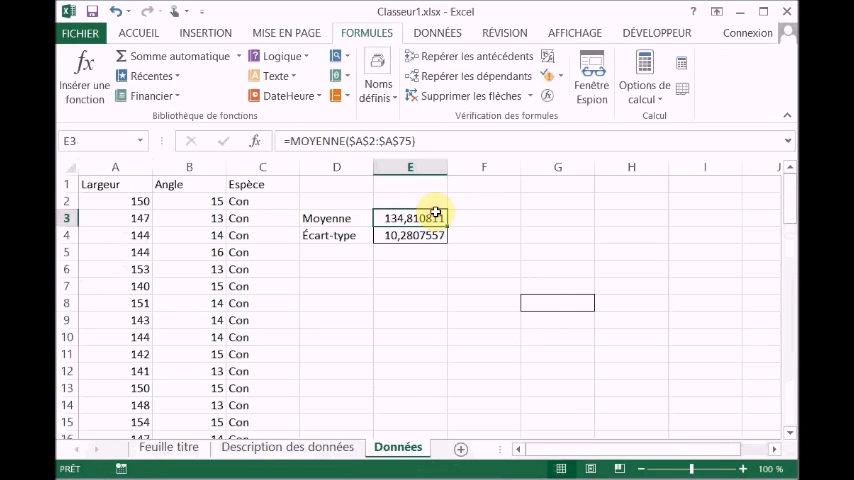 Classeur1.xlsx - Excel
FICHIER ACCUEIL INSERTION MISE EN PAGE FORMULES DONNÉES RÉVISION AFFICHAGE DÉVELOPPEUR Connexion
fx Insérer une fonction
Σ Somme automatique
Récentes
Financier
Logique
Texte
DateHeure
Noms définis
Repérer les antécédents
Repérer les dépendants
Supprimer les flèches
Fenêtre Espion
Options de calcul
Bibliothèque de fonctions Vérification des formules Calcul
E3 fx =MOYENNE($A$2:$A$75)
A B C D E F G H I J
1 Largeur Angle Espèce
2 150 15 Con
3 147 13 Con Moyenne 134,810811
4 144 14 Con Écart-type 10,2807557
5 144 16 Con
6 153 13 Con
7 140 15 Con
8 151 14 Con
9 143 14 Con
10 144 14 Con
11 142 15 Con
12 141 13 Con
13 150 15 Con
14 148 13 Con
15 154 15 Con
16 147 14 Con
Feuille titre Description des données Données
PRÊT 100 %